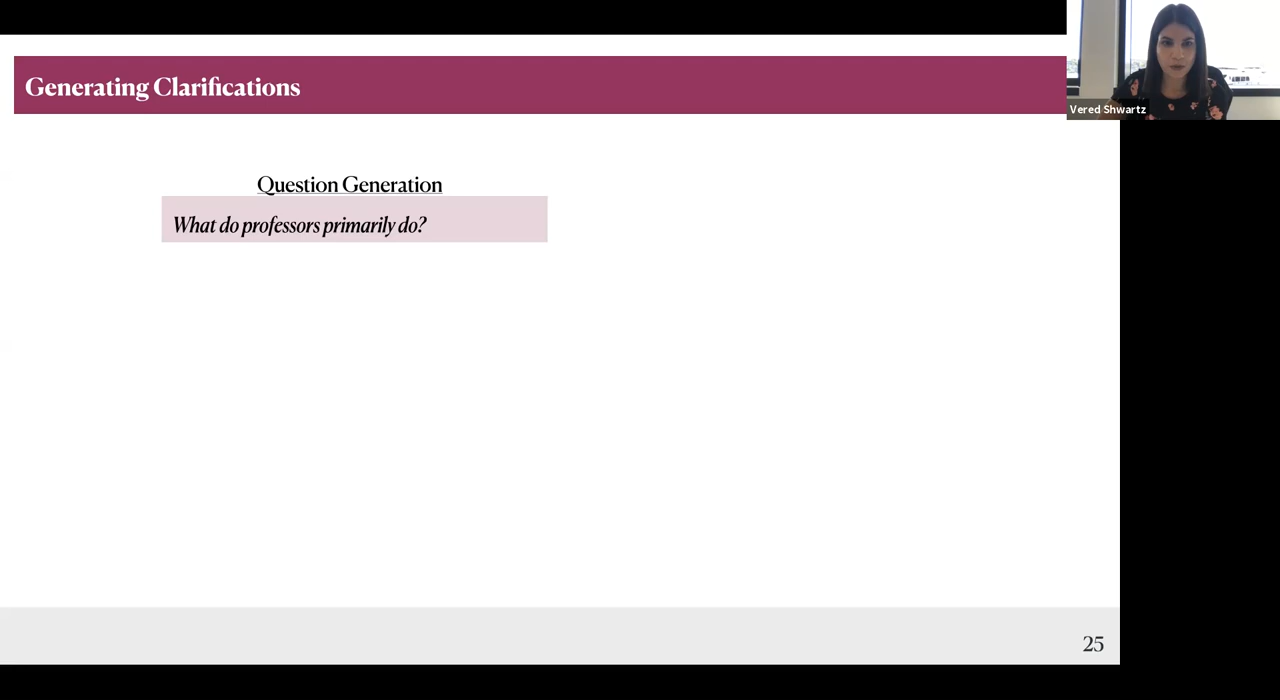 Generating Clarifications
Vered Shwartz
Question Generation
What do professors primarily do?
25